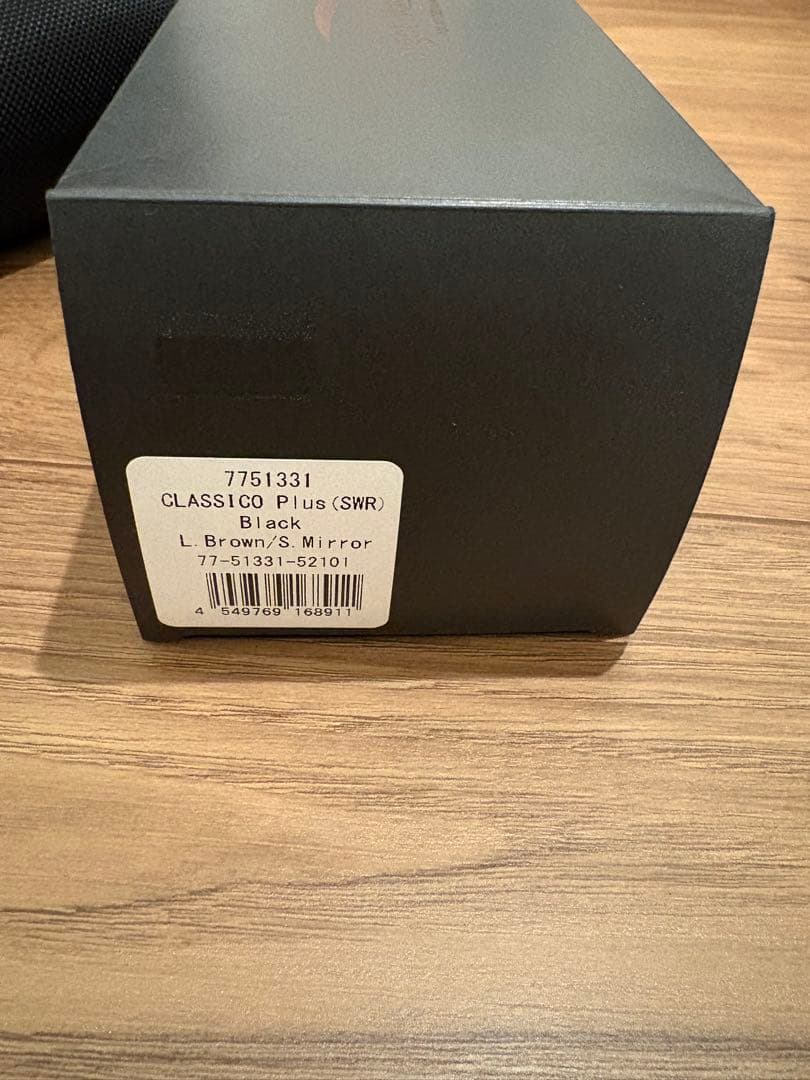 7751331
CLASSICO Plus(SWR)
Black
L.Brown/S.Mirror
77-51331-52101
4 549769 168911